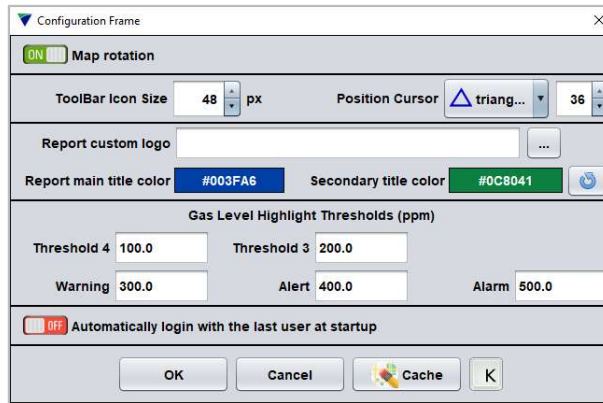 Configuration Frame
ON Map rotation
ToolBar Icon Size 48 px Position Cursor triang... 36
Report custom logo ...
Report main title color #003FA6 Secondary title color #0C8041
Gas Level Highlight Thresholds (ppm)
Threshold 4 100.0 Threshold 3 200.0
Warning 300.0 Alert 400.0 Alarm 500.0
OFF Automatically login with the last user at startup
OK Cancel Cache K